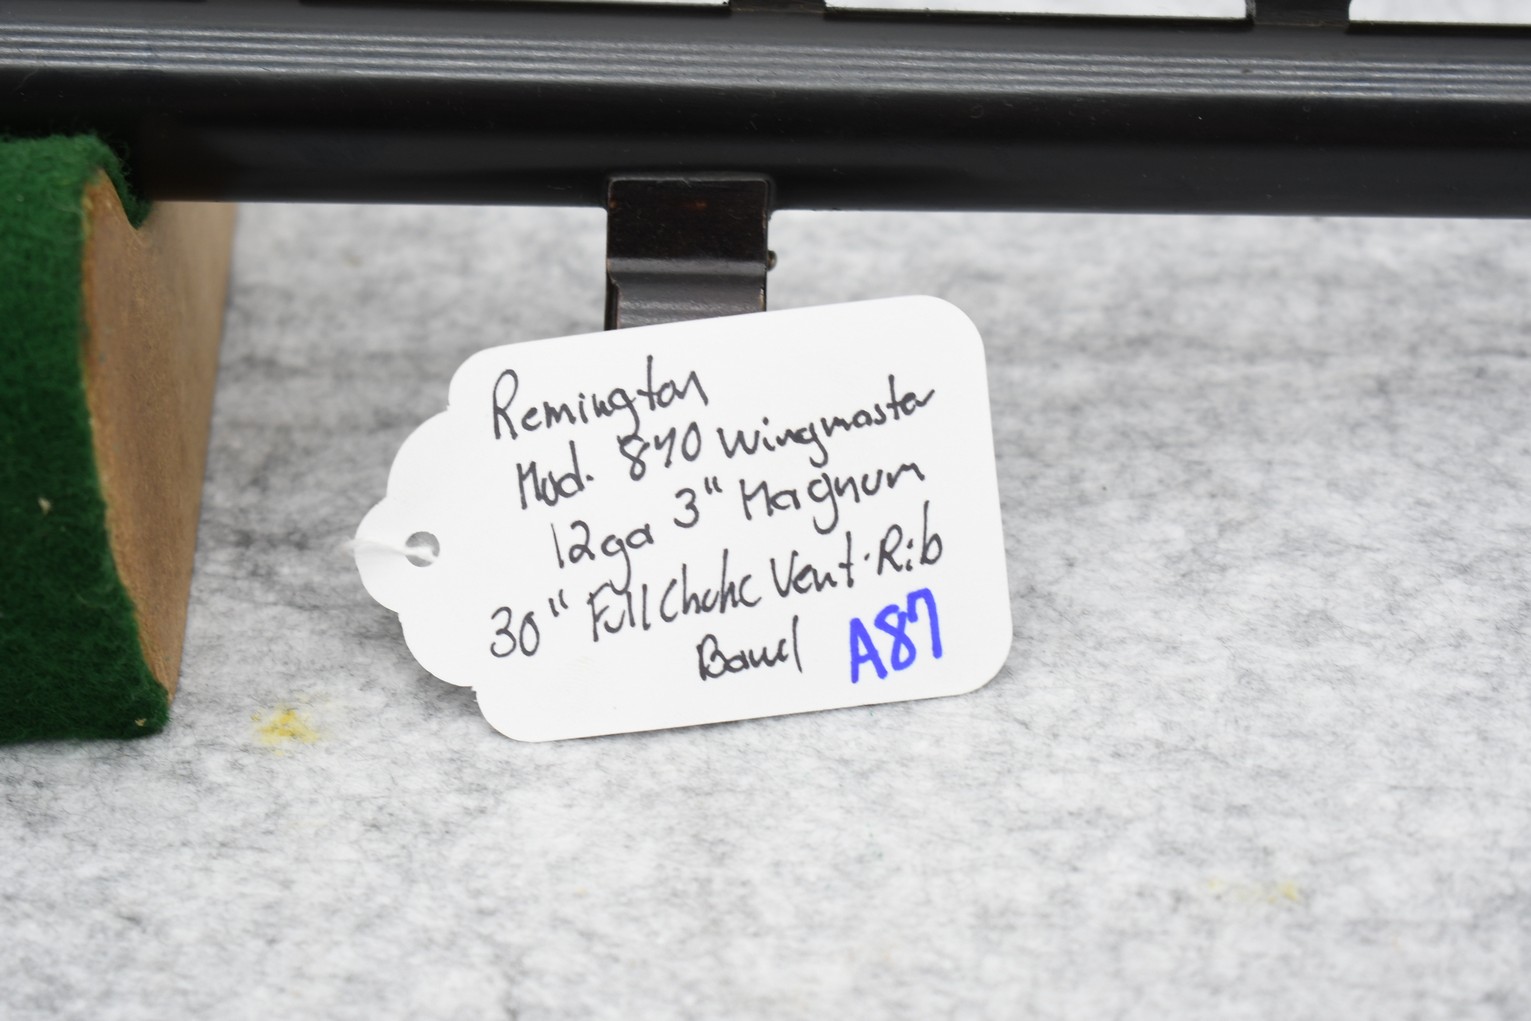 Remington
Mod. 870 Wingmaster
12ga 3" Magnum
30" Full Choke Vent-Rib
Barrel A87